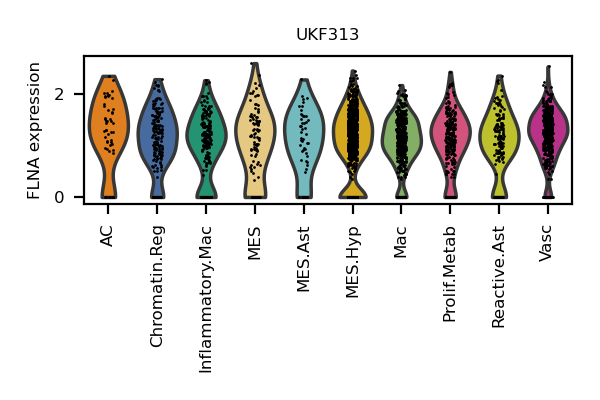 UKF313
FLNA expression
2
0
AC
Chromatin.Reg
Inflammatory.Mac
MES
MES.Ast
MES.Hyp
Mac
Prolif.Metab
Reactive.Ast
Vasc